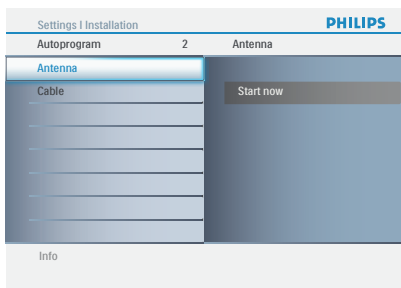 Settings | Installation
PHILIPS
Autoprogram 2 Antenna
Antenna
Cable Start now
Info